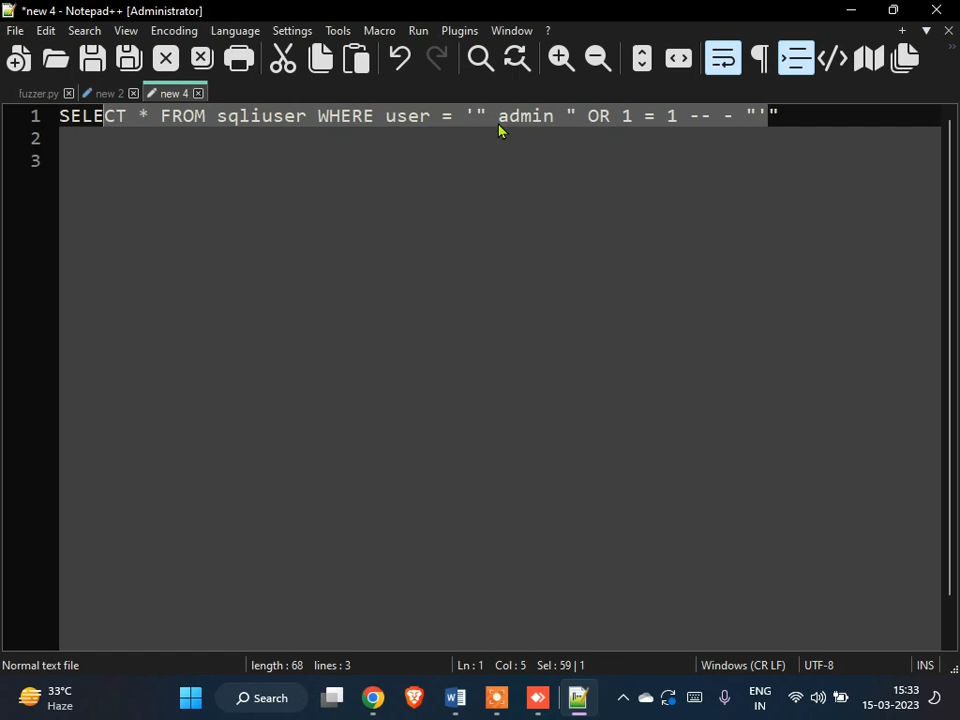 *new 4 - Notepad++ [Administrator]
File Edit Search View Encoding Language Settings Tools Macro Run Plugins Window ?
fuzzer.py new 2 new 4
1 SELECT * FROM sqliuser WHERE user = '" admin " OR 1 = 1 -- - "'"
2
3
Normal text file length : 68 lines : 3 Ln : 1 Col : 5 Sel : 59 | 1 Windows (CR LF) UTF-8 INS
33°C
Haze
Search
ENG
IN
15:33
15-03-2023